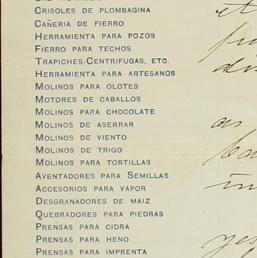 Crisoles de Plombagina
Cañeria de Fierro
Herramienta para Pozos
Fierro para Techos
Trapiches-Centrifugas, etc.
Herramienta para Artesanos
Molinos para Olotes
Motores de Caballos
Molinos para Chocolate
Molinos de Aserrar
Molinos de Viento
Molinos de Trigo
Molinos para Tortillas
Aventadores para Semillas
Accesorios para Vapor
Desgranadores de Maiz
Quebradores para Piedras
Prensas para Cidra
Prensas para Heno
Prensas para Imprenta